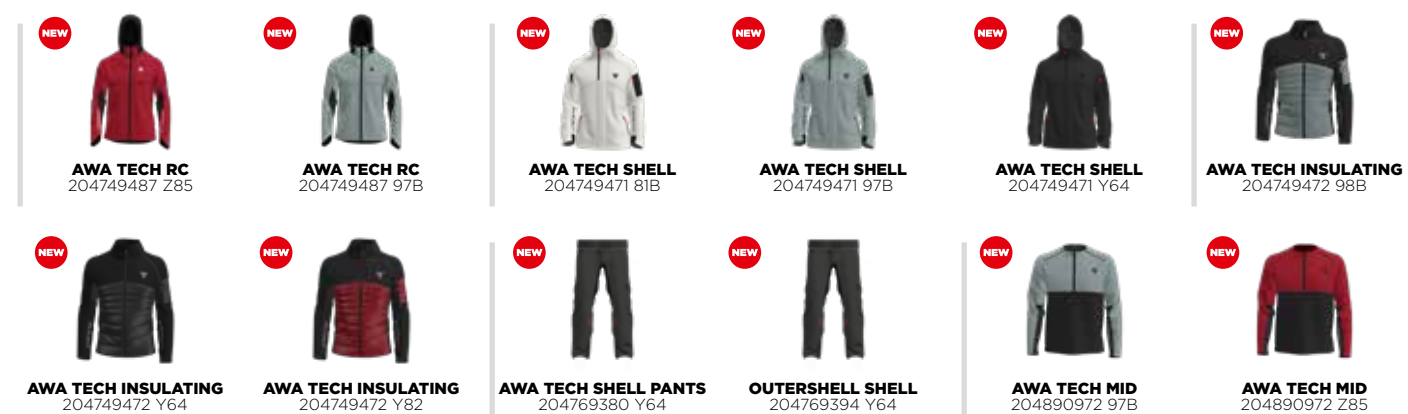 NEW
NEW
NEW
NEW
NEW
NEW
AWA TECH RC
204749487 Z85
AWA TECH RC
204749487 97B
AWA TECH SHELL
204749471 81B
AWA TECH SHELL
204749471 97B
AWA TECH SHELL
204749471 Y64
AWA TECH INSULATING
204749472 98B
NEW
NEW
NEW
NEW
NEW
NEW
AWA TECH INSULATING
204749472 Y64
AWA TECH INSULATING
204749472 Y82
AWA TECH SHELL PANTS
204769380 Y64
OUTERSHELL SHELL
204769394 Y64
AWA TECH MID
204890972 97B
AWA TECH MID
204890972 Z85